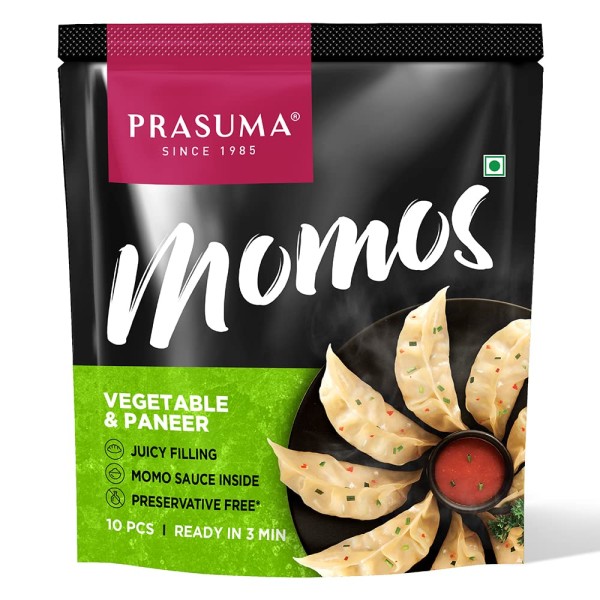 PRASUMA®
SINCE 1985
momos
VEGETABLE
& PANEER
JUICY FILLING
MOMO SAUCE INSIDE
PRESERVATIVE FREE*
10 PCS | READY IN 3 MIN